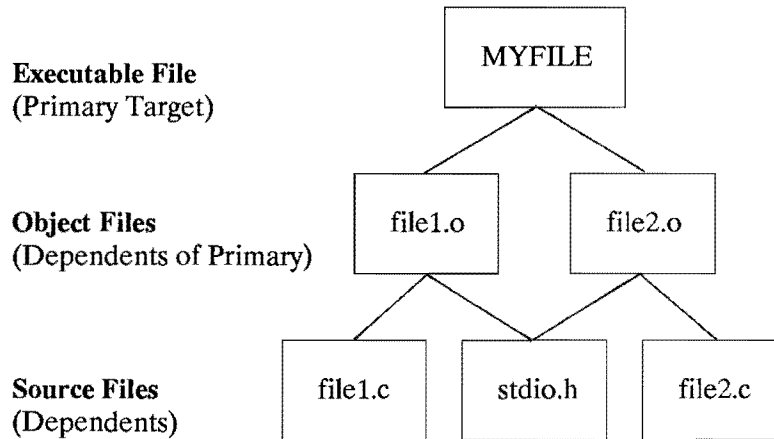 MYFILE
Executable File
(Primary Target)
file1.o
file2.o
Object Files
(Dependents of Primary)
file1.c
stdio.h
file2.c
Source Files
(Dependents)